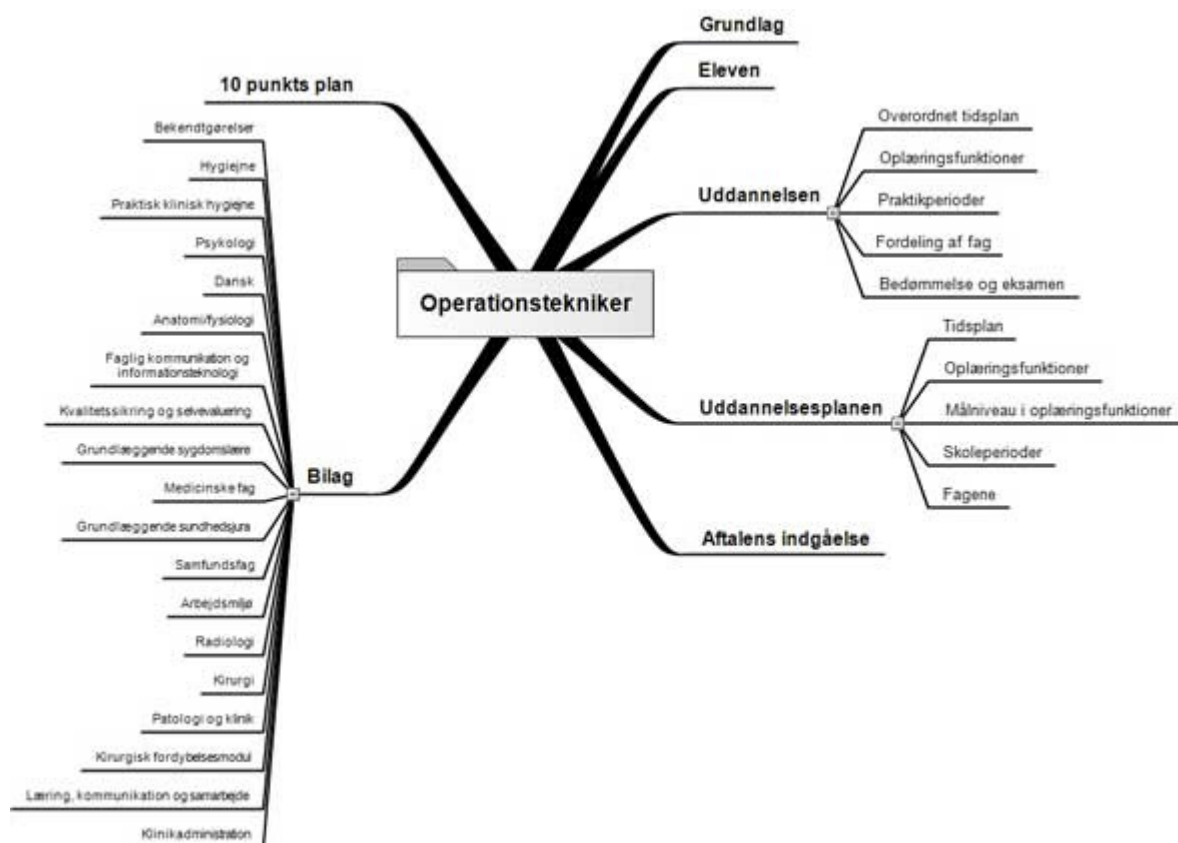 Operationstekniker
Grundlag
Eleven
Uddannelsen
Overordnet tidsplan
Oplæringsfunktioner
Praktikperioder
Fordeling af fag
Bedømmelse og eksamen
Uddannelsesplanen
Tidsplan
Oplæringsfunktioner
Målniveau i oplæringsfunktioner
Skoleperioder
Fagene
Aftalens indgåelse
10 punkts plan
Bilag
Bekendtgørelser
Hygiejne
Praktisk klinisk hygiejne
Psykologi
Dansk
Anatomi/fysiologi
Faglig kommunikation og
informationsteknologi
Kvalitetssikring og selvevaluering
Grundlæggende sygdomslære
Medicinske fag
Grundlæggende sundhedsjura
Samfundsfag
Arbejdsmiljø
Radiologi
Kirurgi
Patologi og klinik
Kirurgisk fordybelsesmodul
Læring, kommunikation og samarbejde
Klinikadministration